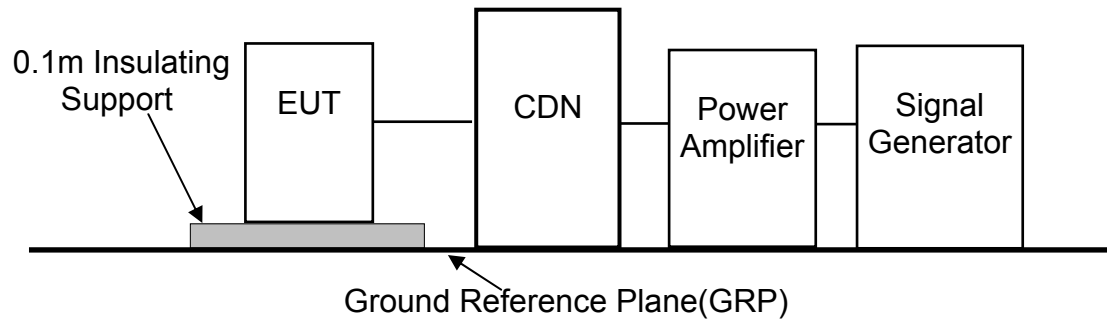 0.1m Insulating
Support
EUT
CDN
Power
Amplifier
Signal
Generator
Ground Reference Plane(GRP)